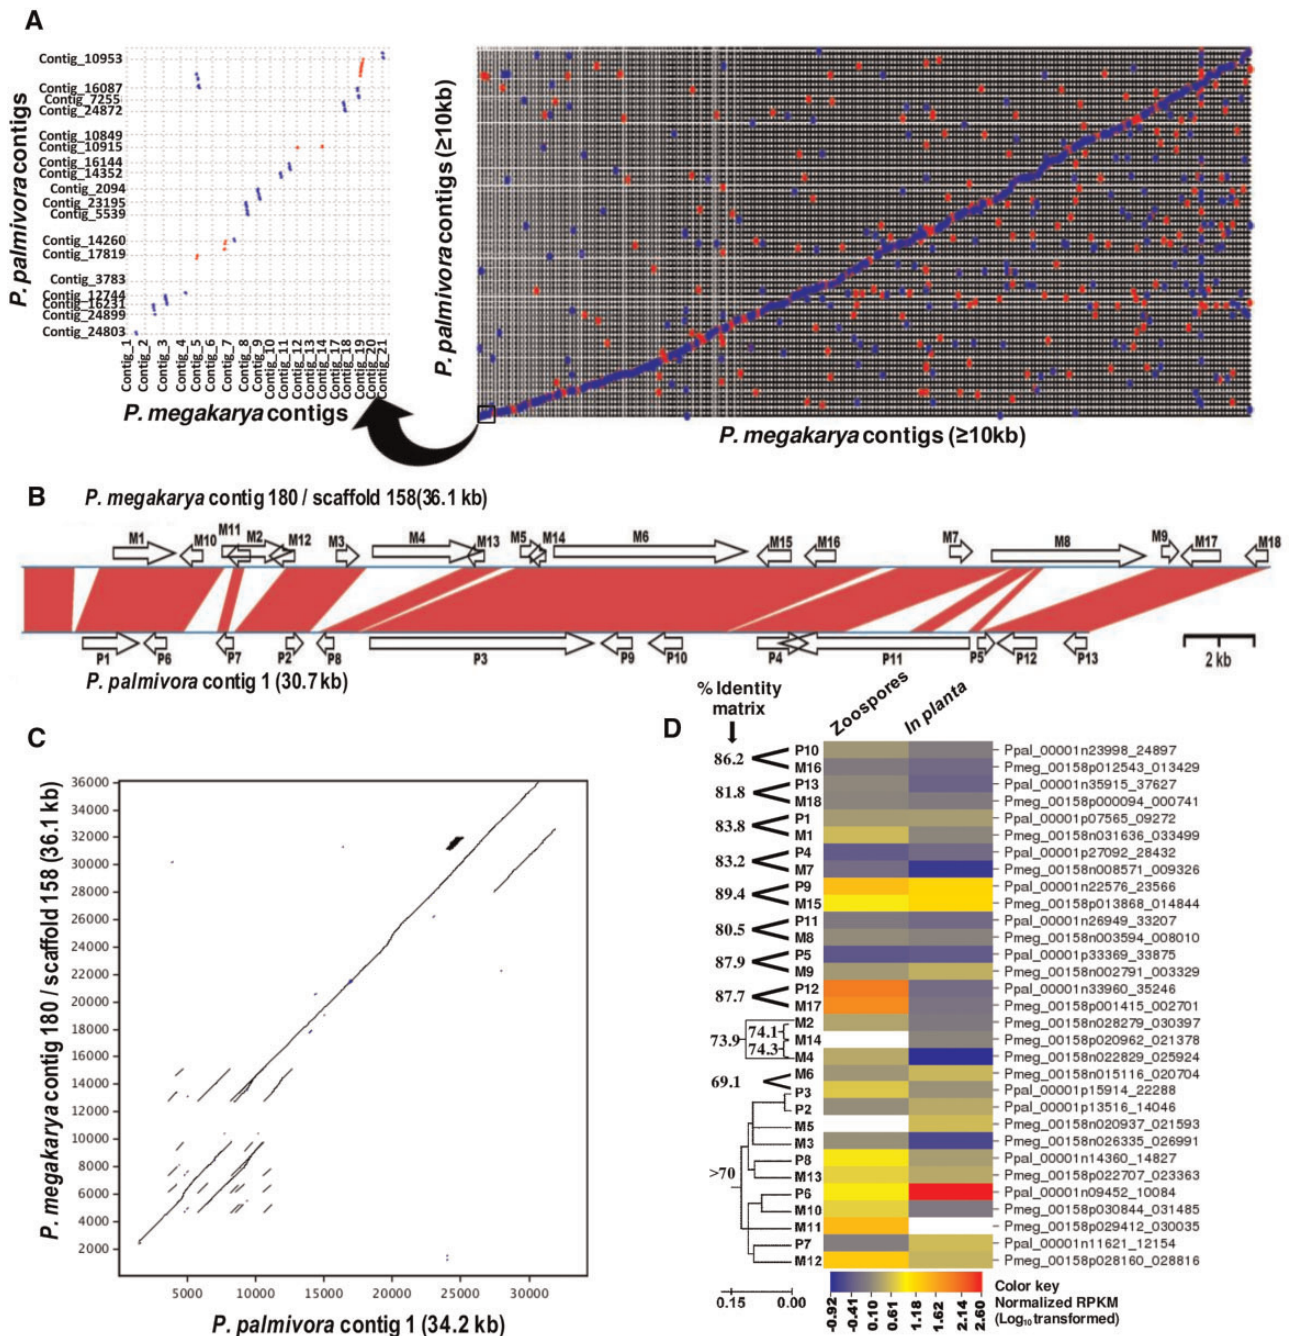 A
P. palmivora contigs
Contig_10953
Contig_16087
Contig_7255
Contig_24872
Contig_10849
Contig_10915
Contig_16144
Contig_14352
Contig_2094
Contig_23195
Contig_5539
Contig_14260
Contig_17819
Contig_3783
Contig_12744
Contig_16231
Contig_24899
Contig_24803
Contig_1
Contig_2
Contig_3
Contig_4
Contig_5
Contig_6
Contig_7
Contig_8
Contig_9
Contig_10
Contig_11
Contig_12
Contig_13
Contig_14
Contig_17
Contig_18
Contig_19
Contig_20
Contig_21
P. megakarya contigs
P. palmivora contigs (≥10kb)
P. megakarya contigs (≥10kb)
B P. megakarya contig 180 / scaffold 158(36.1 kb)
M1 M10 M11 M2 M12 M3 M4 M13 M5 M14 M6 M15 M16 M7 M8 M9 M17 M18
P1 P6 P7 P2 P8 P3 P9 P10 P4 P11 P5 P12 P13
2 kb
P. palmivora contig 1 (30.7kb)
C
P. megakarya contig 180 / scaffold 158 (36.1 kb)
36000
34000
32000
30000
28000
26000
24000
22000
20000
18000
16000
14000
12000
10000
8000
6000
4000
2000
5000 10000 15000 20000 25000 30000
P. palmivora contig 1 (34.2 kb)
D
% Identity
matrix
Zoospores
In planta
86.2
81.8
83.8
83.2
89.4
80.5
87.9
87.7
73.9
74.1
74.3
69.1
>70
P10 Ppal_00001n23998_24897
M16 Pmeg_00158p012543_013429
P13 Ppal_00001n35915_37627
M18 Pmeg_00158p000094_000741
P1 Ppal_00001p07565_09272
M1 Pmeg_00158n031636_033499
P4 Ppal_00001p27092_28432
M7 Pmeg_00158n008571_009326
P9 Ppal_00001n22576_23566
M15 Pmeg_00158p013868_014844
P11 Ppal_00001n26949_33207
M8 Pmeg_00158n003594_008010
P5 Ppal_00001p33369_33875
M9 Pmeg_00158n002791_003329
P12 Ppal_00001n33960_35246
M17 Pmeg_00158p001415_002701
M2 Pmeg_00158n028279_030397
M14 Pmeg_00158p020962_021378
M4 Pmeg_00158n022829_025924
M6 Pmeg_00158n015116_020704
P3 Ppal_00001p15914_22288
P2 Ppal_00001p13516_14046
M5 Pmeg_00158n020937_021593
M3 Pmeg_00158n026335_026991
P8 Ppal_00001n14360_14827
M13 Pmeg_00158p022707_023363
P6 Ppal_00001n09452_10084
M10 Pmeg_00158p030844_031485
M11 Pmeg_00158p029412_030035
P7 Ppal_00001n11621_12154
M12 Pmeg_00158p028160_028816
0.15 0.00
-0.92
-0.41
0.10
0.61
1.18
1.62
2.14
2.60
Color key
Normalized RPKM
(Log₁₀ transformed)